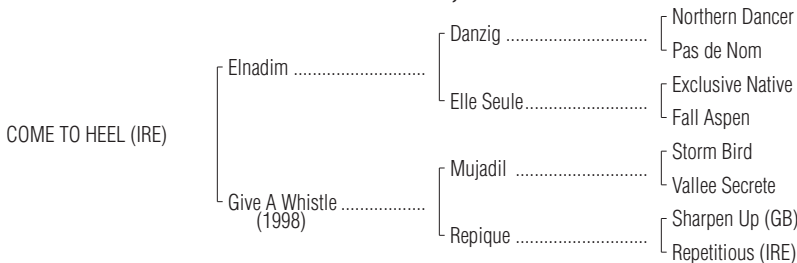 Northern Dancer
Danzig ..............................
Pas de Nom
Elnadim ............................
Exclusive Native
Elle Seule..........................
Fall Aspen
COME TO HEEL (IRE)
Storm Bird
Mujadil ............................
Vallee Secrete
Give A Whistle ..................
(1998)
Sharpen Up (GB)
Repique ............................
Repetitious (IRE)